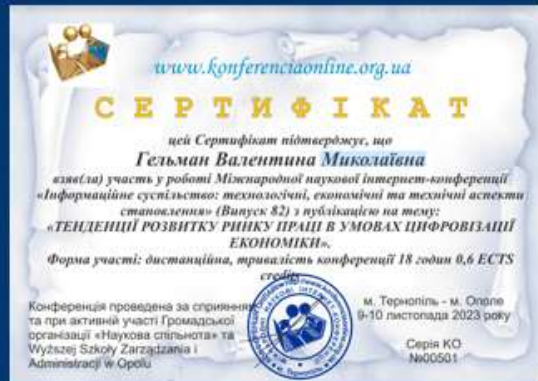 www.konferenciaonline.org.ua
СЕРТИФІКАТ
цей Сертифікат підтверджує, що
Гельман Валентина Миколаївна
взяв(ла) участь у роботі Міжнародної наукової інтернет-конференції
«Інформаційне суспільство: технологічні, економічні та технічні аспекти
становлення» (Випуск 82) з публікацією на тему:
«ТЕНДЕНЦІЇ РОЗВИТКУ РИНКУ ПРАЦІ В УМОВАХ ЦИФРОВІЗАЦІЇ
ЕКОНОМІКИ».
Форма участі: дистанційна, тривалість конференції 18 годин 0,6 ECTS
credits
Конференція проведена за сприяння
та при активній участі Громадської
організації «Наукова спільнота» та
Wyższej Szkoły Zarządzania i
Administracji w Opolu
м. Тернопіль - м. Ополе
9-10 листопада 2023 року
Серія КО
№00501